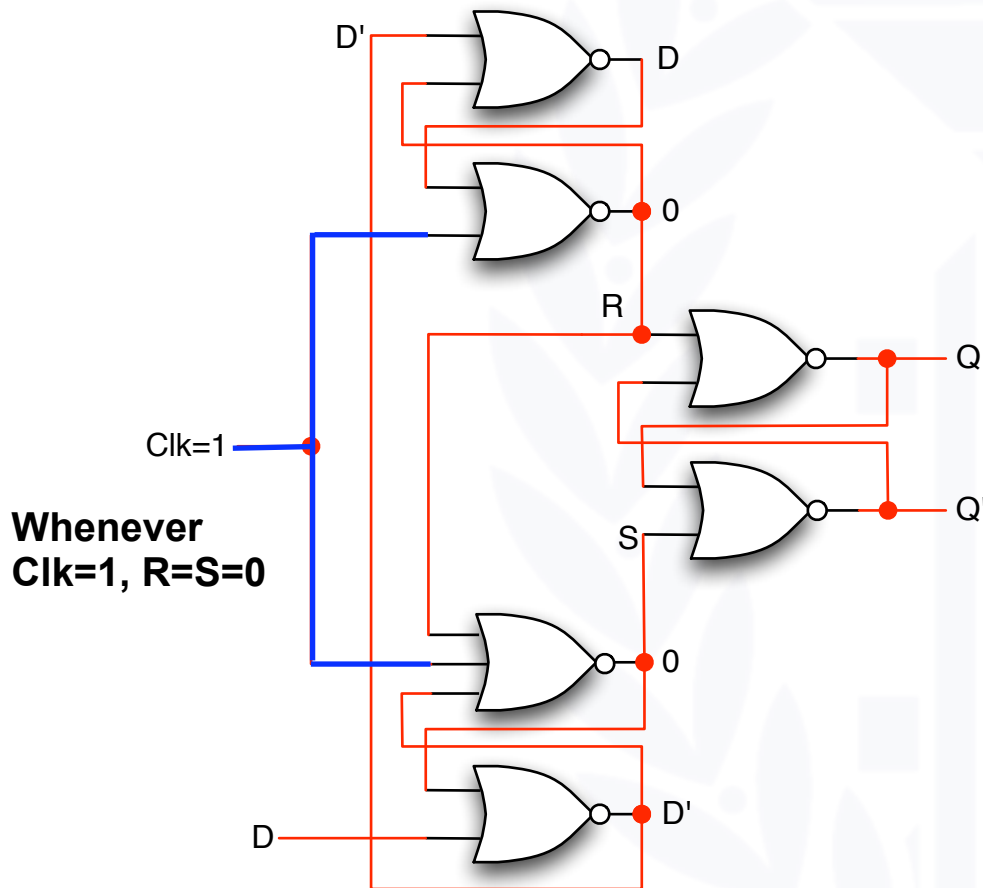 D'
D
0
R
Q
Clk=1
Q'
Whenever
Clk=1, R=S=0
S
0
D'
D